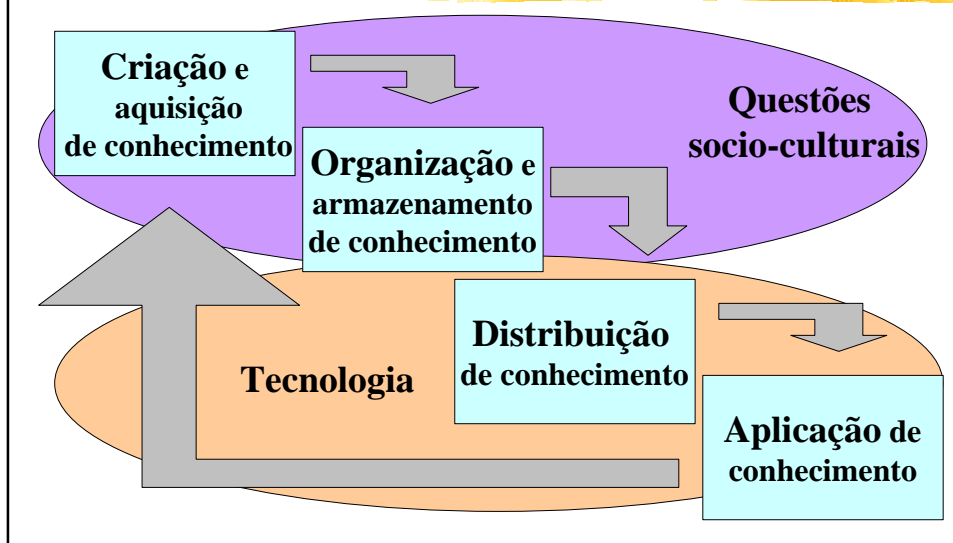 Criação e
aquisição
de conhecimento
Questões
socio-culturais
Organização e
armazenamento
de conhecimento
Distribuição
de conhecimento
Tecnologia
Aplicação de
conhecimento